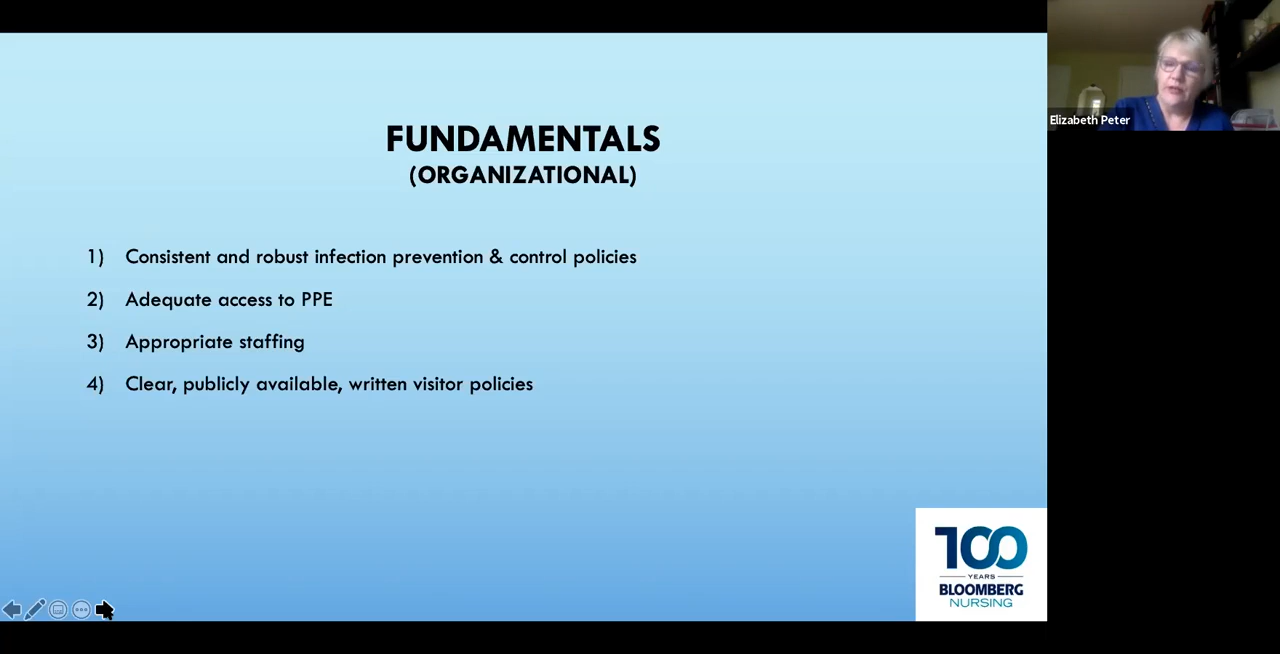 FUNDAMENTALS
(ORGANIZATIONAL)
1) Consistent and robust infection prevention & control policies
2) Adequate access to PPE
3) Appropriate staffing
4) Clear, publicly available, written visitor policies
Elizabeth Peter
100
YEARS
BLOOMBERG
NURSING